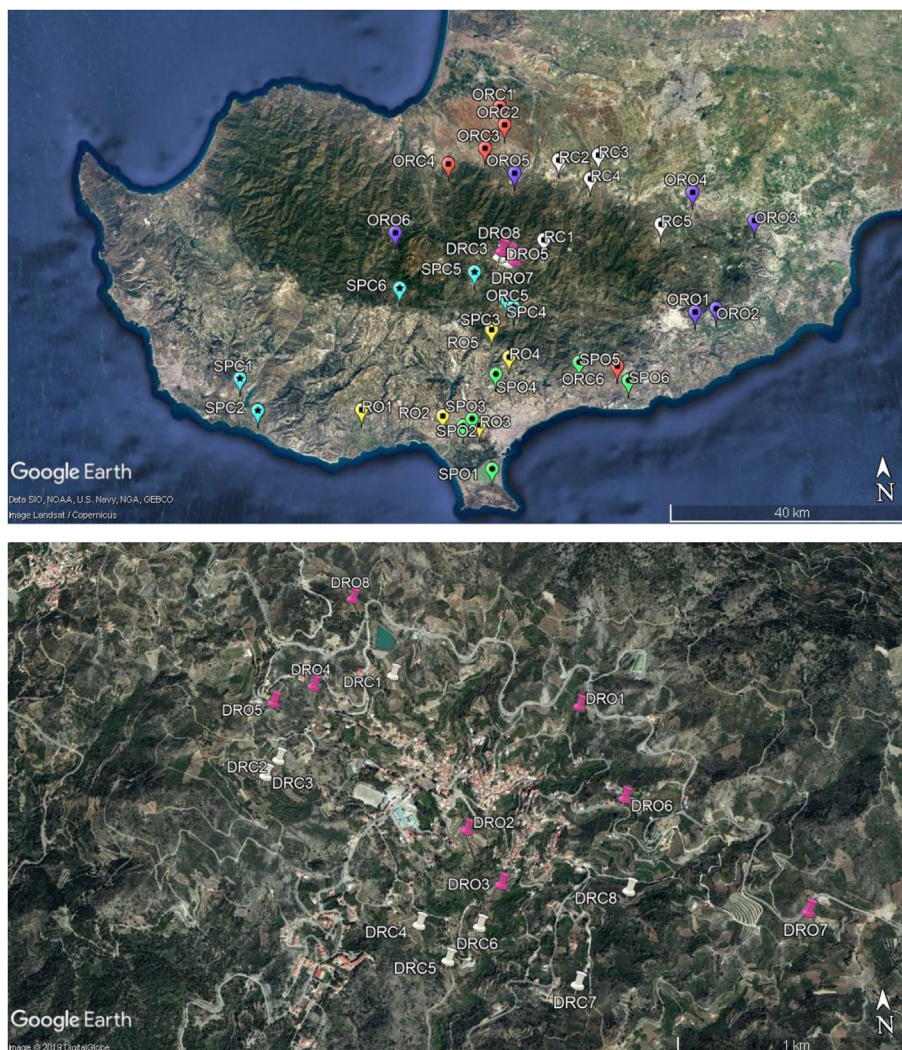 ORC1
ORC2
ORC3
ORC4
ORO5
RC2
RC3
RC4
ORO4
ORO3
RC5
ORO6
DRO8
RC1
DRC3
DRO5
DRO7
SPC5
SPC6
ORC5
SPC4
ORO1
ORO2
SPC3
RO5
RO4
SPO5
ORC6
SPO6
SPO4
SPC1
SPC2
RO1
RO2
SPO3
RO3
SPO2
SPO1
Google Earth
N
Data SIO, NOAA, U.S. Navy, NGA, GEBCO
Image Landsat / Copernicus
40 km
DRO8
DRO4
DRC1
DRO5
DRO1
DRC2
DRC3
DRO6
DRO2
DRO3
DRC8
DRC4
DRC6
DRO7
DRC5
DRC7
Google Earth
N
Image © 2019 DigitalGlobe
1 km